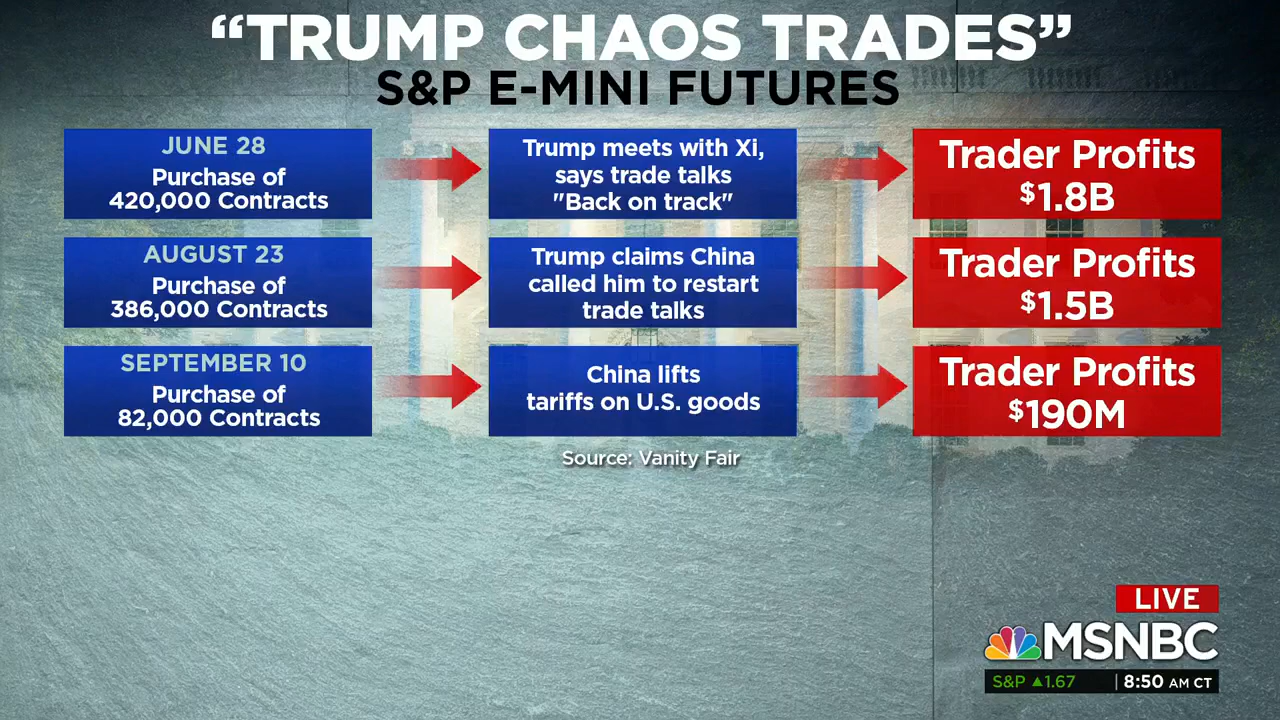 “TRUMP CHAOS TRADES”
S&P E-MINI FUTURES
JUNE 28
Purchase of
420,000 Contracts
Trump meets with Xi,
says trade talks
"Back on track"
Trader Profits
$1.8B
AUGUST 23
Purchase of
386,000 Contracts
Trump claims China
called him to restart
trade talks
Trader Profits
$1.5B
SEPTEMBER 10
Purchase of
82,000 Contracts
China lifts
tariffs on U.S. goods
Trader Profits
$190M
Source: Vanity Fair
LIVE
MSNBC
S&P ▲1.67 | 8:50 AM CT